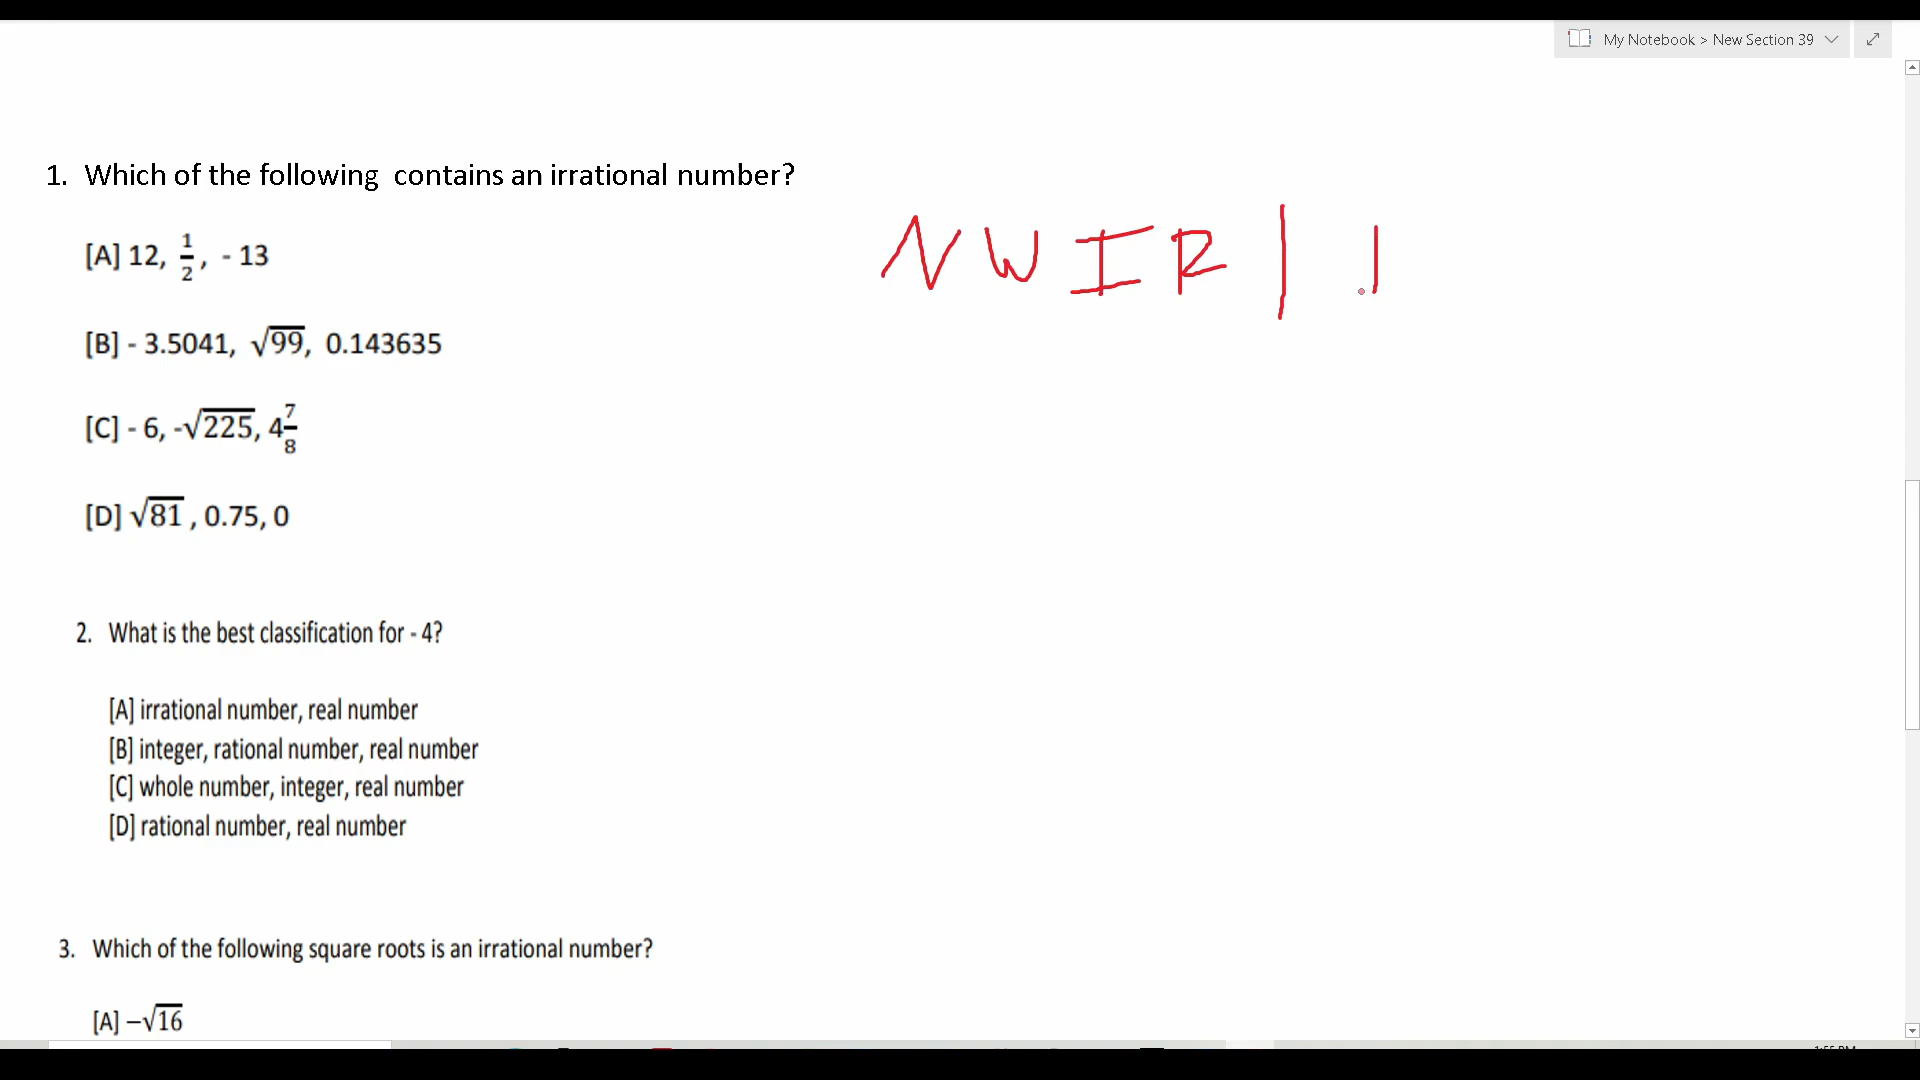 My Notebook > New Section 39
1. Which of the following contains an irrational number?
N W I R | I
[A] 12, 1/2, - 13
[B] - 3.5041, √99, 0.143635
[C] - 6, -√225, 4 7/8
[D] √81 , 0.75, 0
2. What is the best classification for - 4?
[A] irrational number, real number
[B] integer, rational number, real number
[C] whole number, integer, real number
[D] rational number, real number
3. Which of the following square roots is an irrational number?
[A] –√16